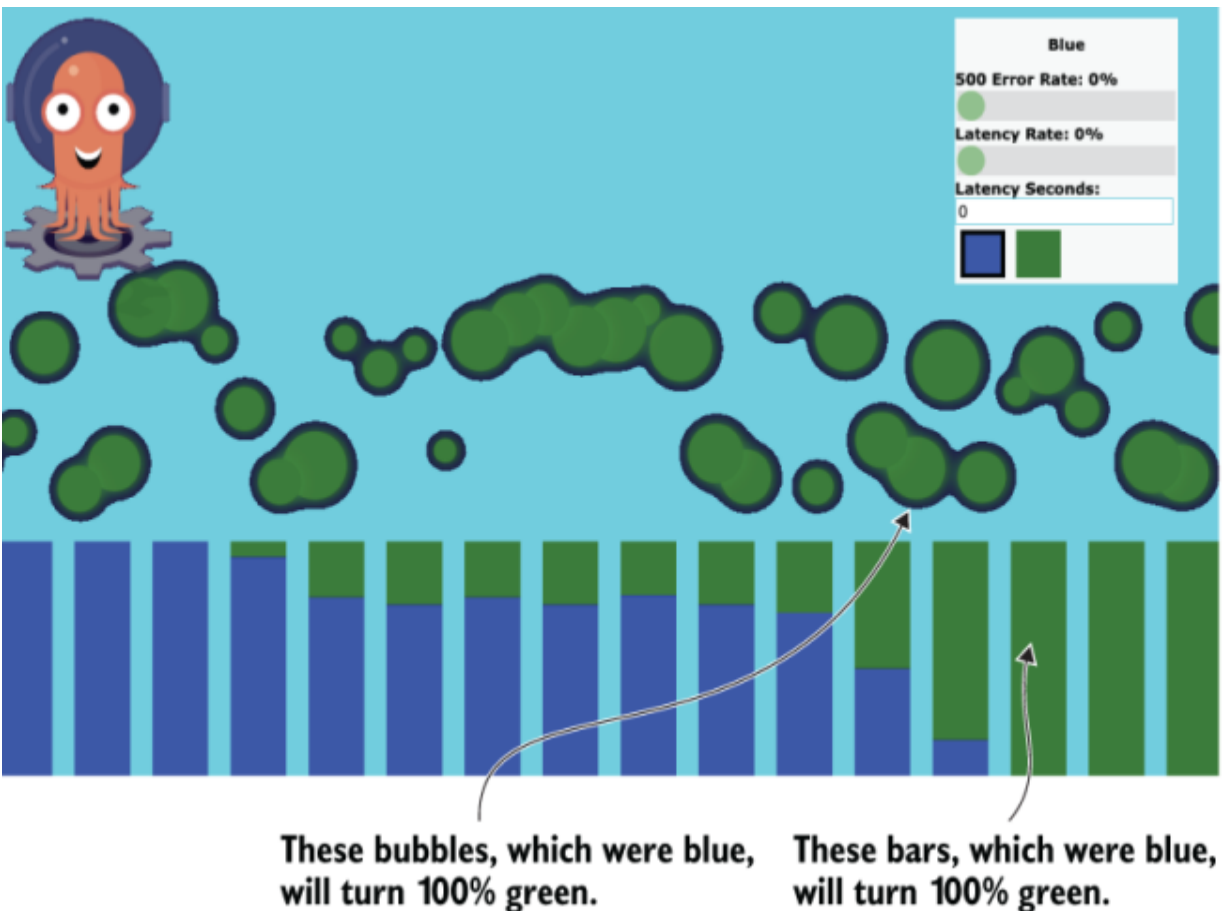 Blue
500 Error Rate: 0%
Latency Rate: 0%
Latency Seconds:
0
These bubbles, which were blue,
will turn 100% green.
These bars, which were blue,
will turn 100% green.